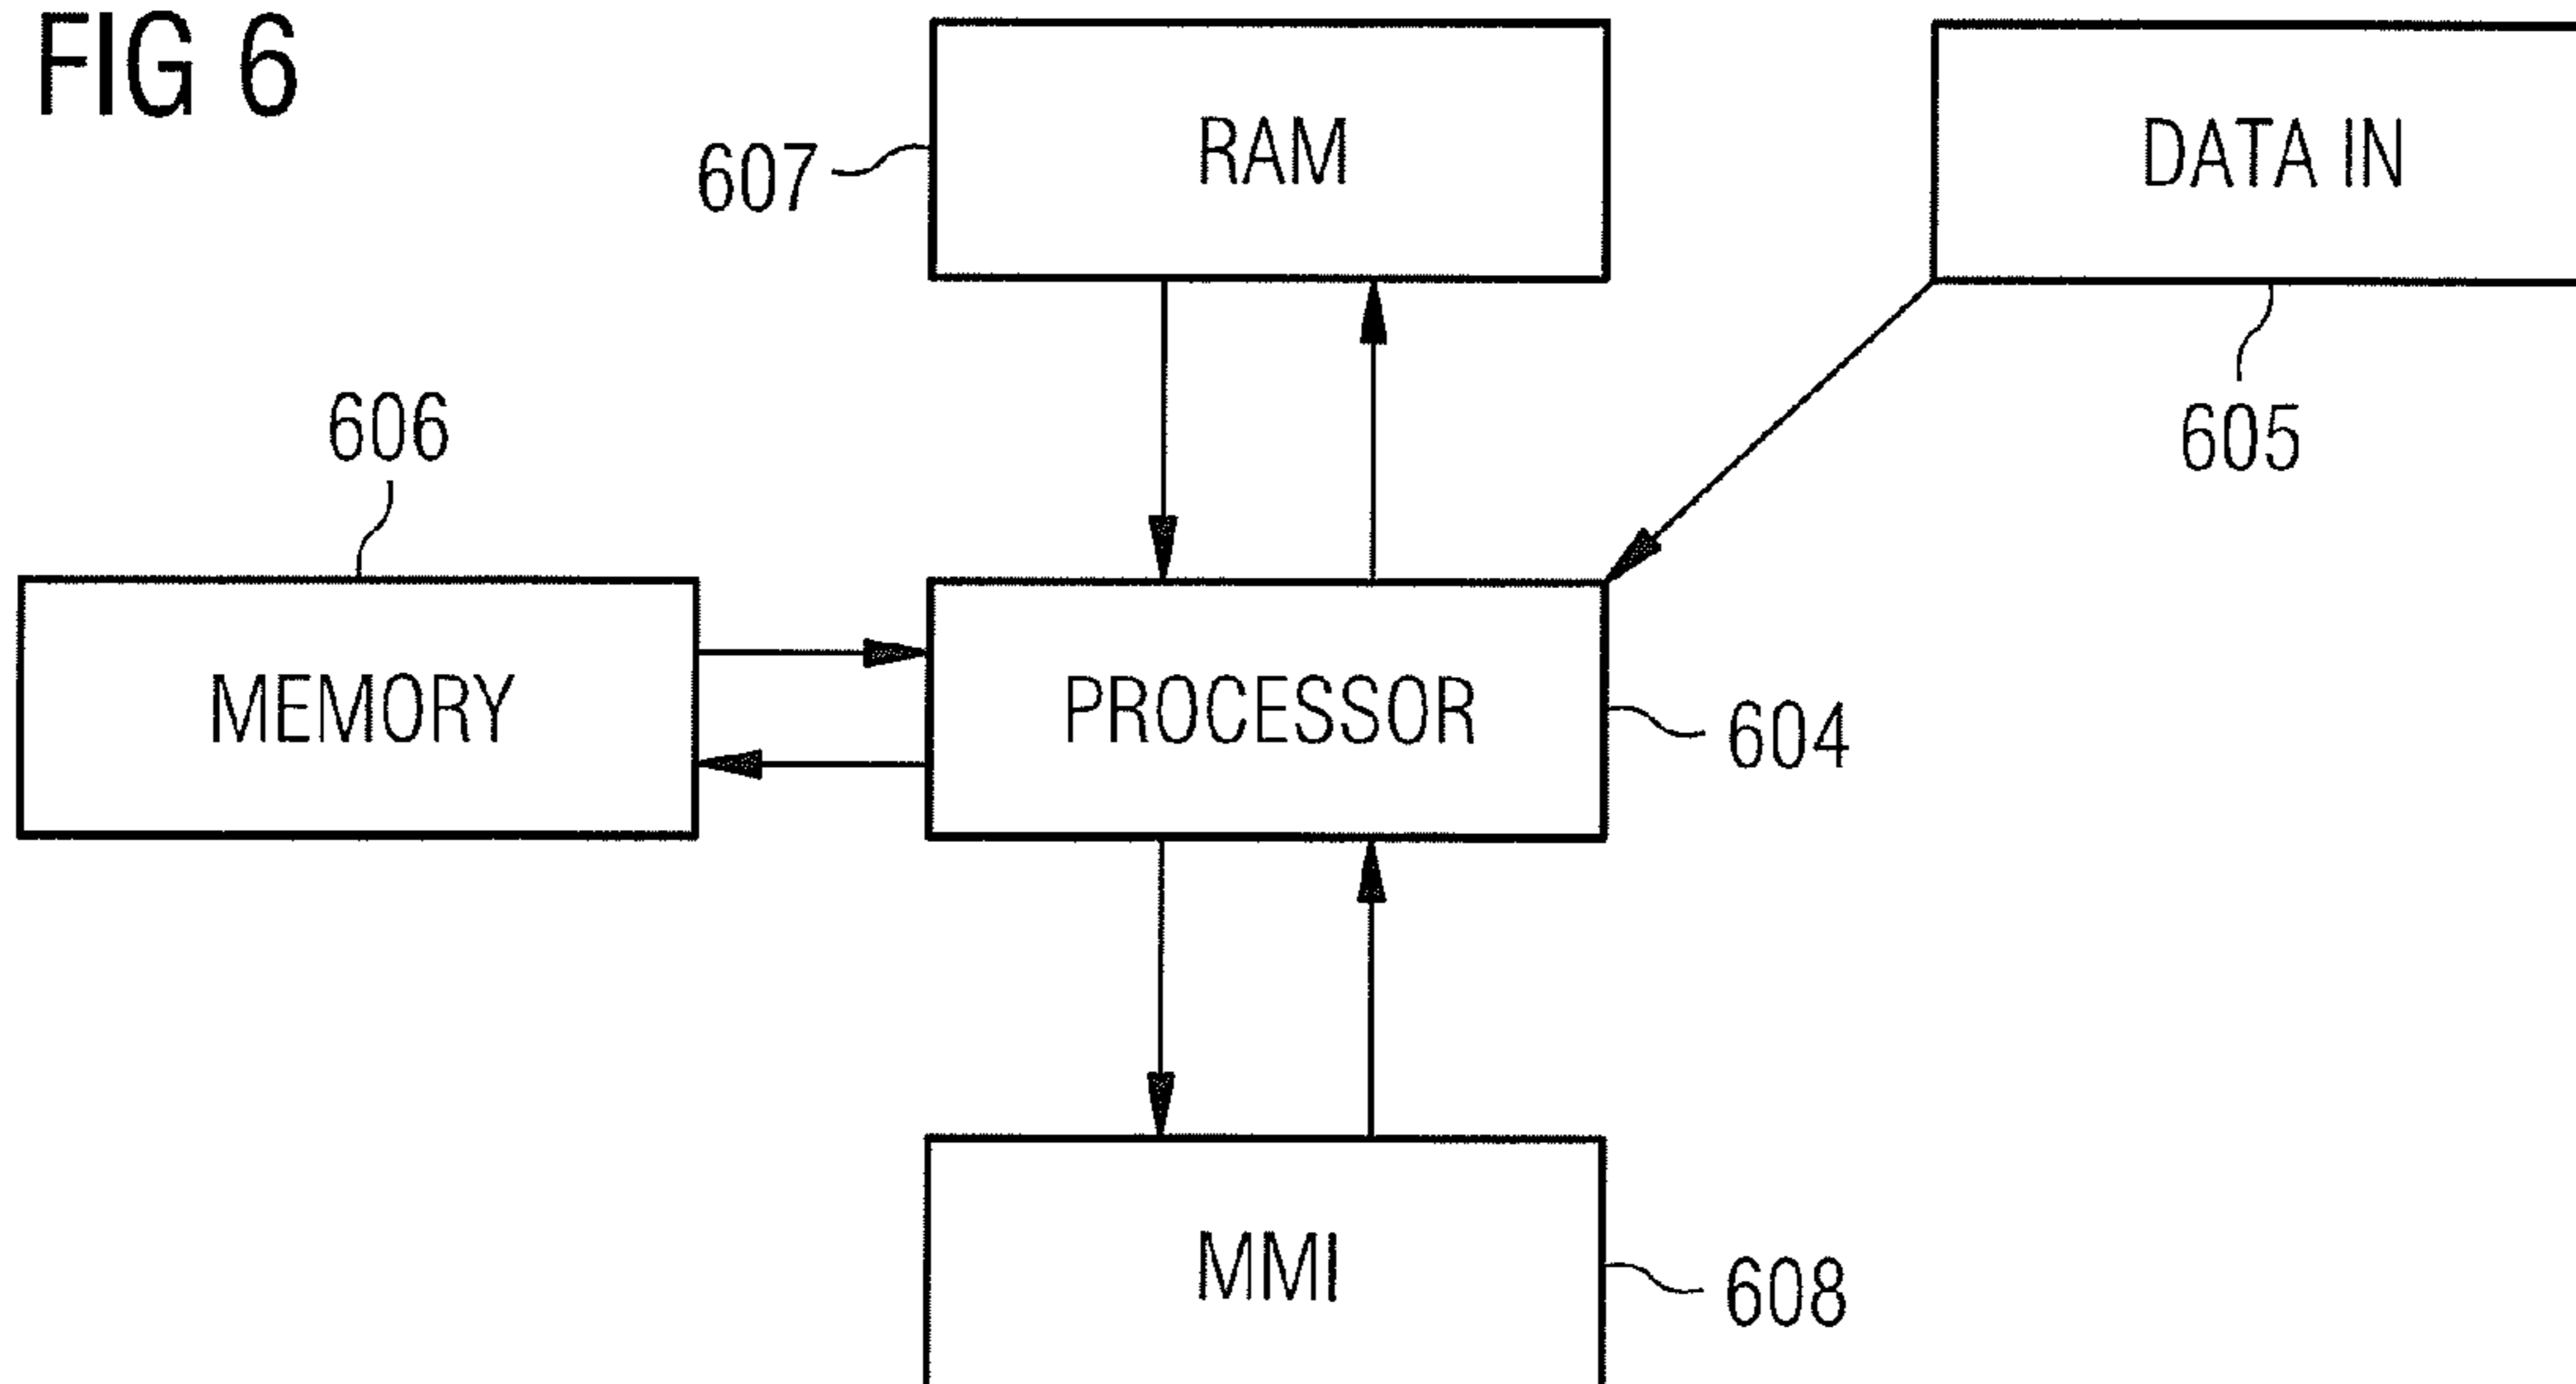 FIG 6
RAM
DATA IN
607
606
605
MEMORY
PROCESSOR
604
MMI
608